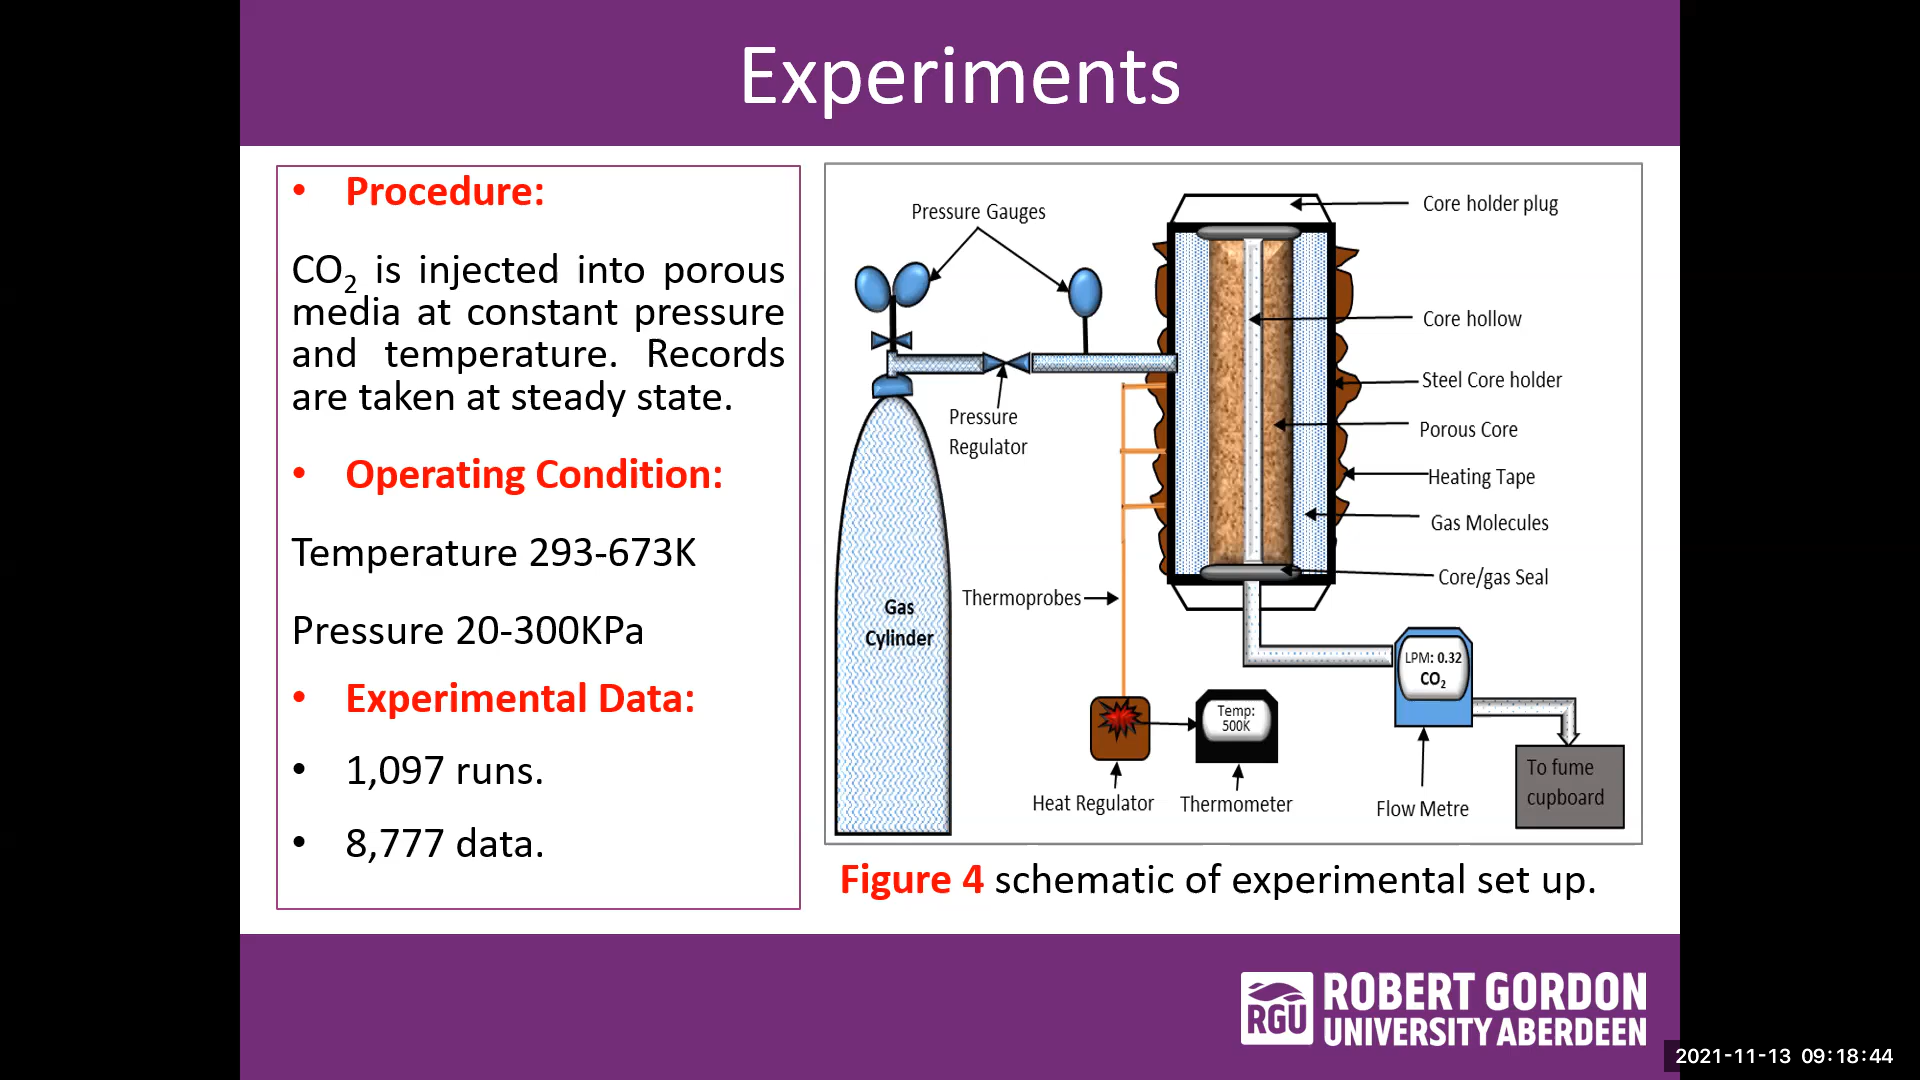 Experiments
• Procedure:
CO₂ is injected into porous
media at constant pressure
and temperature. Records
are taken at steady state.
• Operating Condition:
Temperature 293-673K
Pressure 20-300KPa
• Experimental Data:
• 1,097 runs.
• 8,777 data.
Pressure Gauges
Core holder plug
Core hollow
Steel Core holder
Pressure
Regulator
Porous Core
Heating Tape
Gas Molecules
Core/gas Seal
Thermoprobes
Gas
Cylinder
LPM: 0.32
CO₂
Temp:
500K
To fume
cupboard
Heat Regulator
Thermometer
Flow Metre
Figure 4 schematic of experimental set up.
RGU
ROBERT GORDON
UNIVERSITY ABERDEEN
2021-11-13 09:18:44